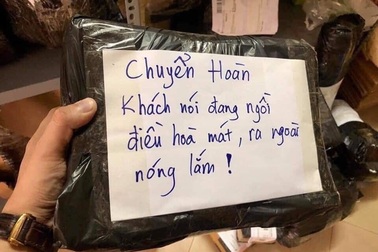 Chuyển Hoàn
Khách nói đang ngồi
điều hoà mát, ra ngoài
nóng lắm !